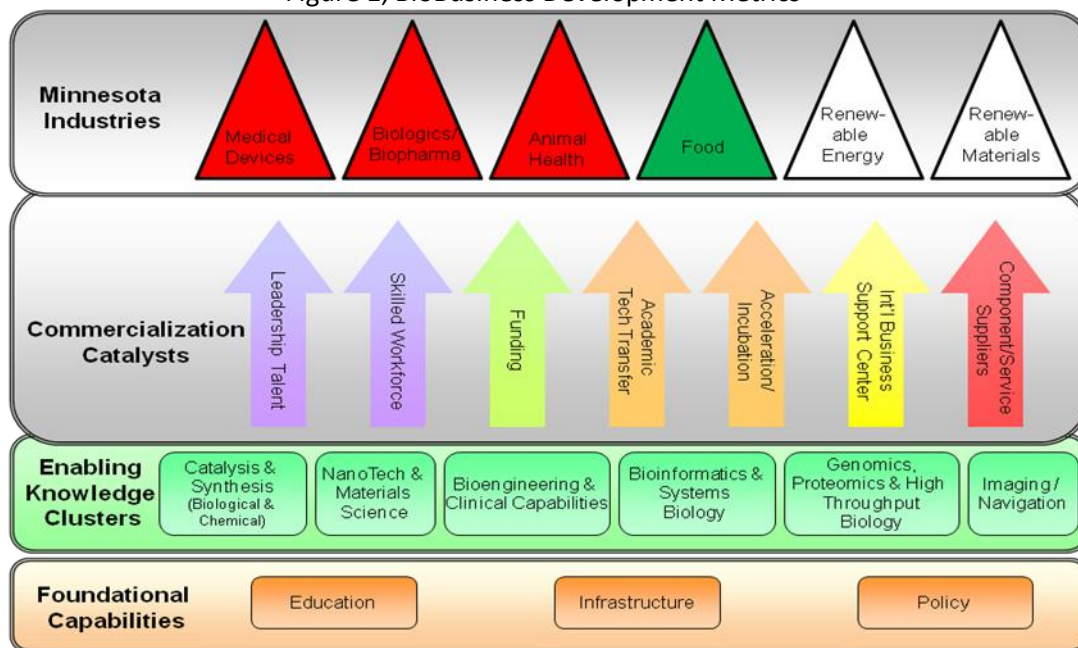 Figure BioBusiness Development Metrics
Minnesota
Industries
Medical
Devices
Biologics/
Biopharma
Animal
Health
Food
Renew-
able
Energy
Renew-
able
Materials
Commercialization
Catalysts
Leadership Talent
Skilled Workforce
Funding
Academic
Tech Transfer
Acceleration/
Incubation
Int'l Business
Support Center
Component/Service
Suppliers
Enabling
Knowledge
Clusters
Catalysis &
Synthesis
(Biological &
Chemical)
NanoTech &
Materials
Science
Bioengineering &
Clinical Capabilities
Bioinformatics &
Systems
Biology
Genomics,
Proteomics & High
Throughput
Biology
Imaging /
Navigation
Foundational
Capabilities
Education
Infrastructure
Policy